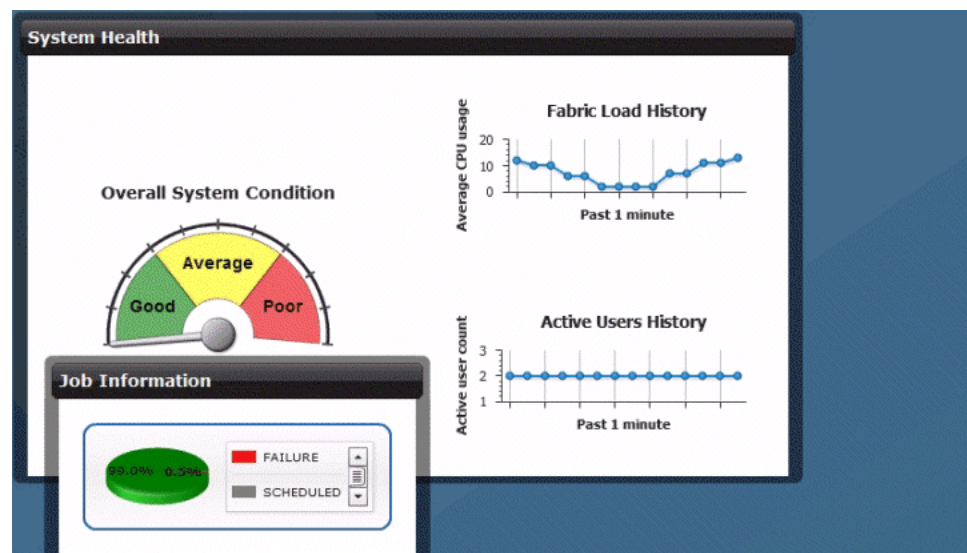 System Health
Overall System Condition
Good
Average
Poor
Fabric Load History
Average CPU usage
20
10
0
Past 1 minute
Active Users History
Active user count
3
2
1
Past 1 minute
Job Information
99.0% 0.5%
FAILURE
SCHEDULED